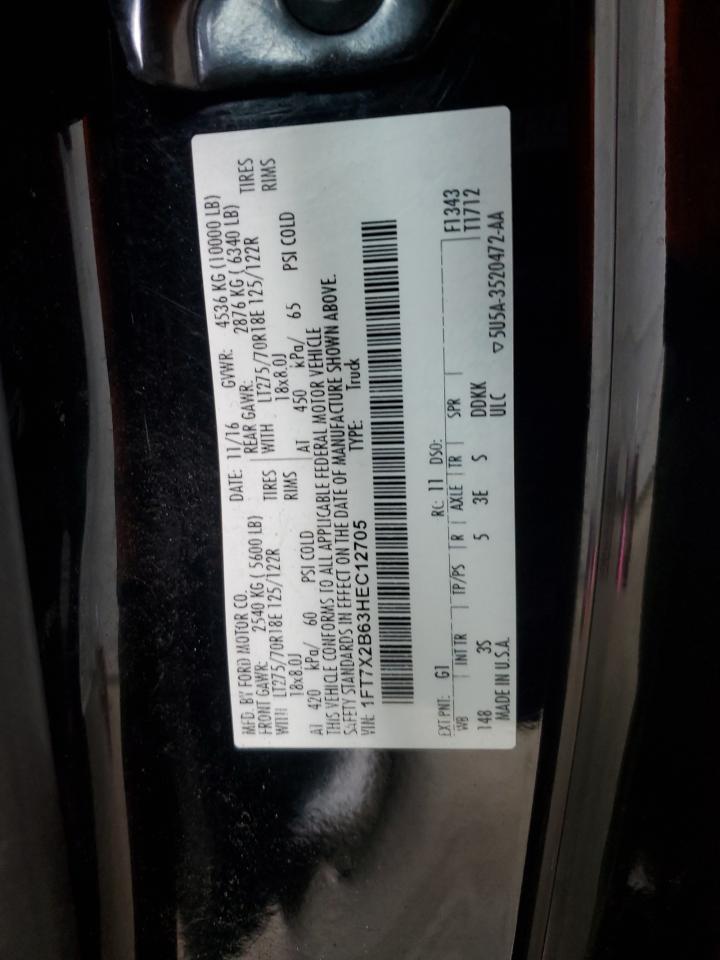 MFD. BY FORD MOTOR CO. DATE: 11/16 GVWR: 4536 KG (10000 LB)
FRONT GAWR: 2540 KG ( 5600 LB) REAR GAWR: 2876 KG ( 6340 LB)
WITH LT275/70R18E 125/122R TIRES WITH LT275/70R18E 125/122R TIRES
18x8.0J RIMS 18x8.0J RIMS
AT 420 kPa/ 60 PSI COLD AT 450 kPa/ 65 PSI COLD
THIS VEHICLE CONFORMS TO ALL APPLICABLE FEDERAL MOTOR VEHICLE
SAFETY STANDARDS IN EFFECT ON THE DATE OF MANUFACTURE SHOWN ABOVE.
VIN: 1FT7X2B63HEC12705 TYPE: Truck
EXT PNT: G1 RC: 11 DSO: F1343
WB INT TR TP/PS R AXLE TR SPR T1712
148 3S 5 3E S DDKK
ULC
MADE IN U.S.A. ▽ 5U5A-3520472-AA